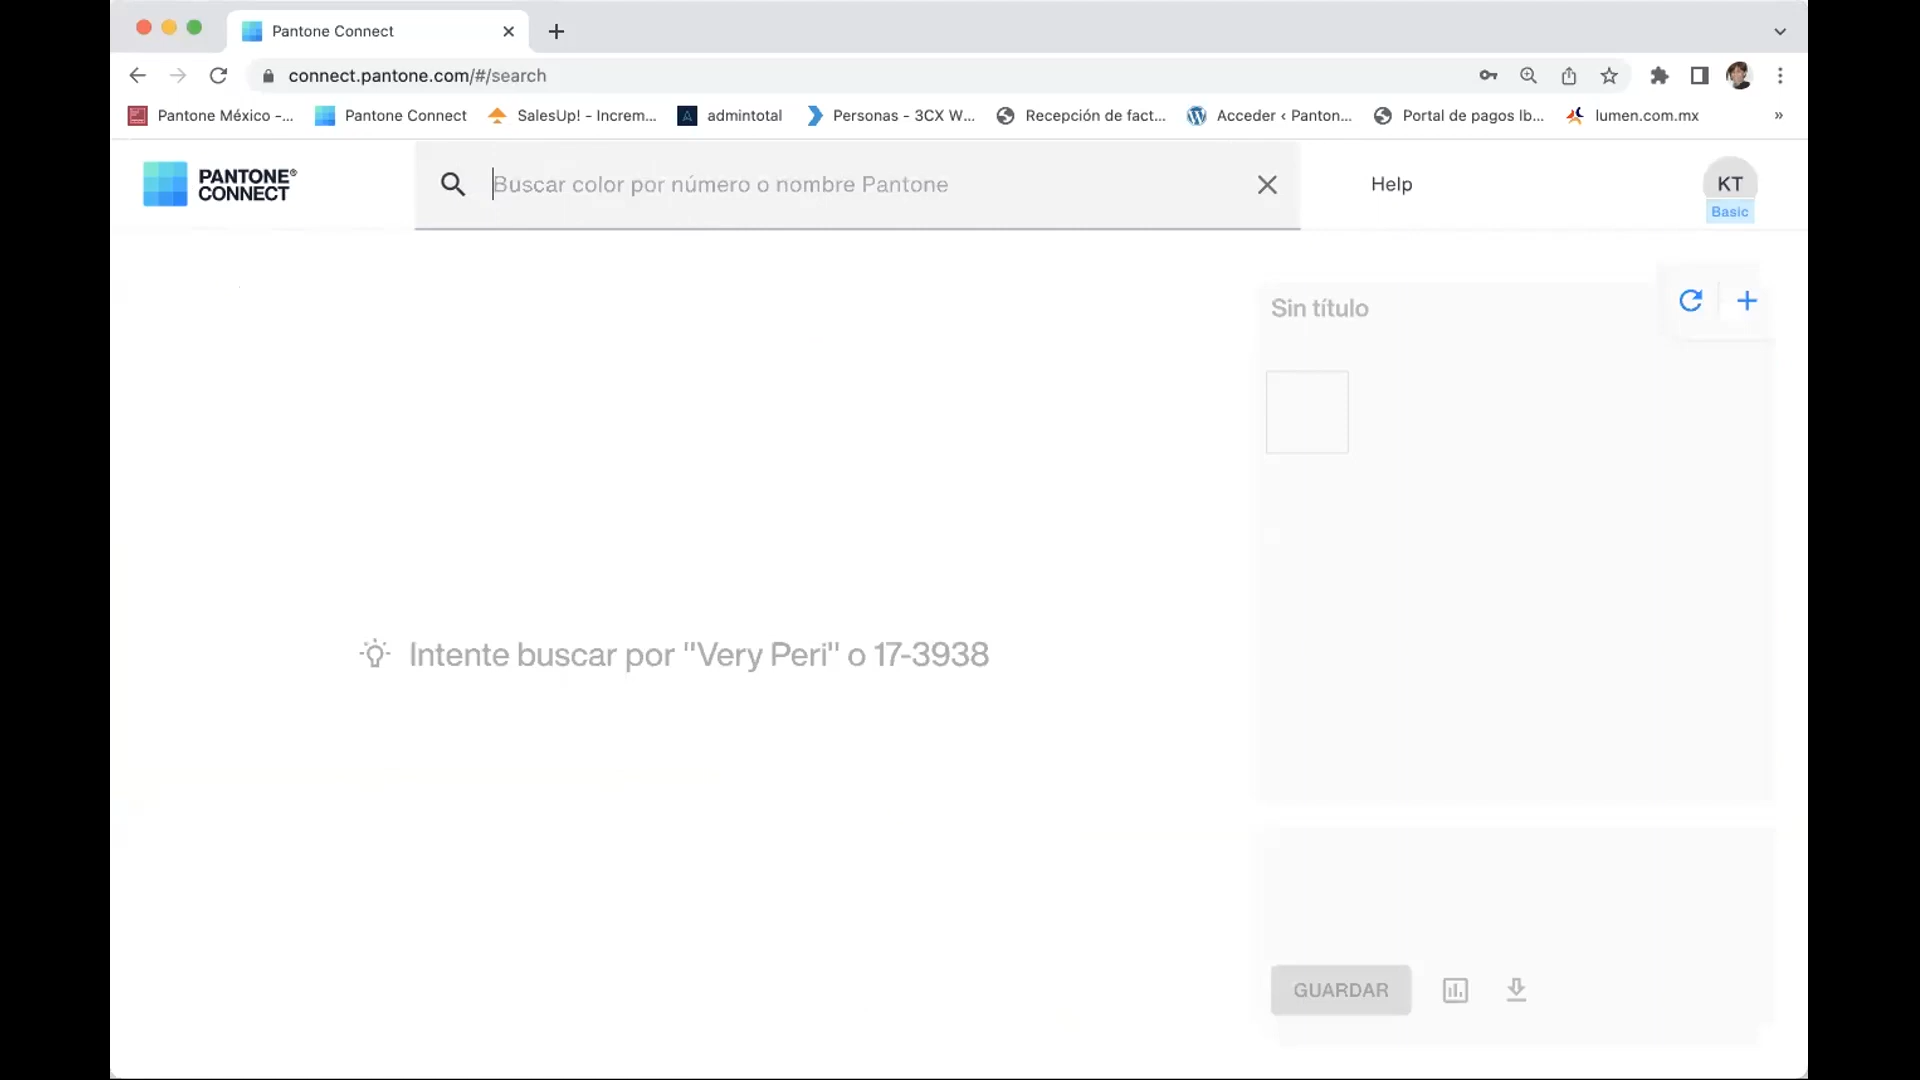 Pantone Connect
connect.pantone.com/#/search
Pantone México -... Pantone Connect SalesUp! - Increm... admintotal Personas - 3CX W... Recepción de fact... Acceder ‹ Panton... Portal de pagos Ib... lumen.com.mx »
PANTONE®
CONNECT
Buscar color por número o nombre Pantone
Help
KT
Basic
Sin título
Intente buscar por "Very Peri" o 17-3938
GUARDAR